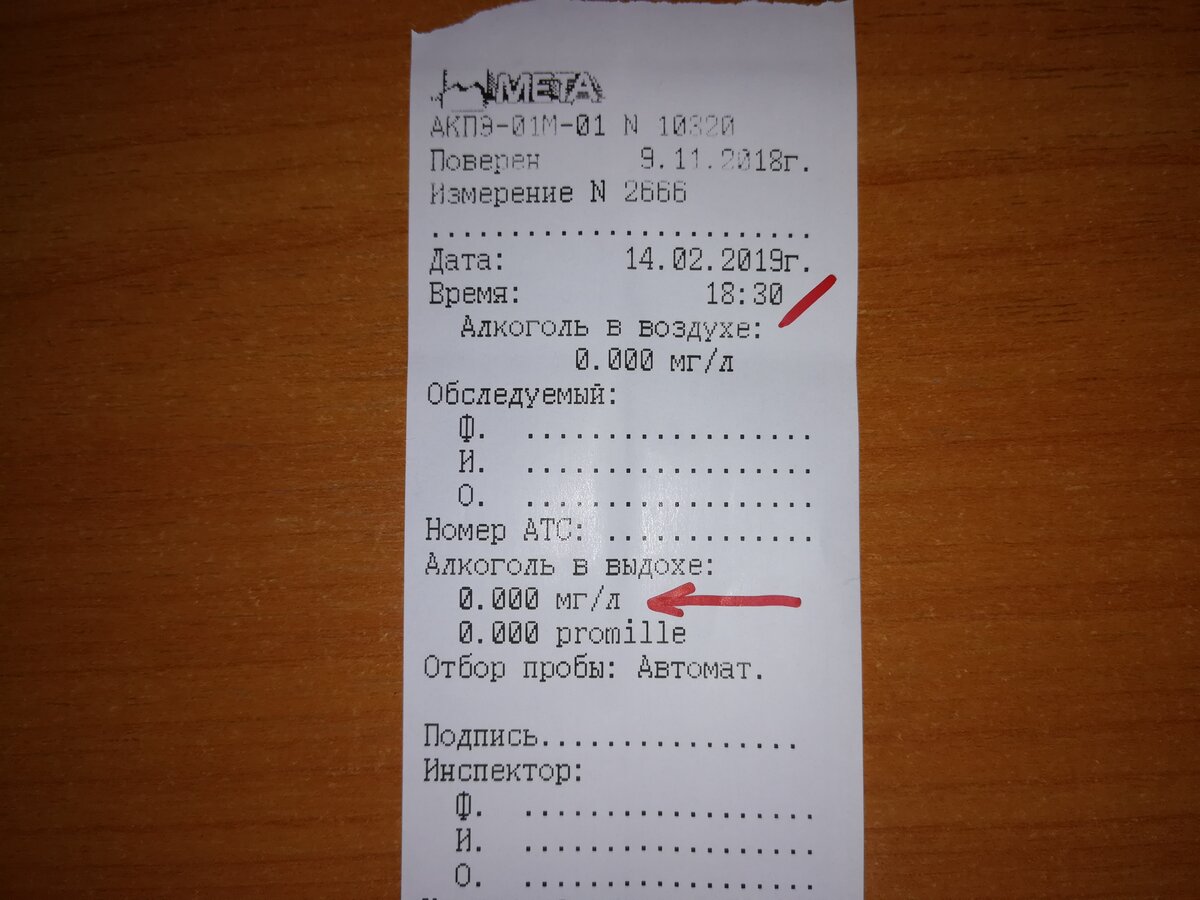 МЕТА
АКПЭ-01М-01 N 10320
Поверен 9.11.2018г.
Измерение N 2666
........................
Дата: 14.02.2019г.
Время: 18:30
Алкоголь в воздухе:
0.000 мг/л
Обследуемый:
Ф. ..................
И. ..................
О. ..................
Номер АТС: .............
Алкоголь в выдохе:
0.000 мг/л
0.000 promille
Отбор пробы: Автомат.
Подпись................
Инспектор:
Ф. ..................
И. ..................
О. ..................